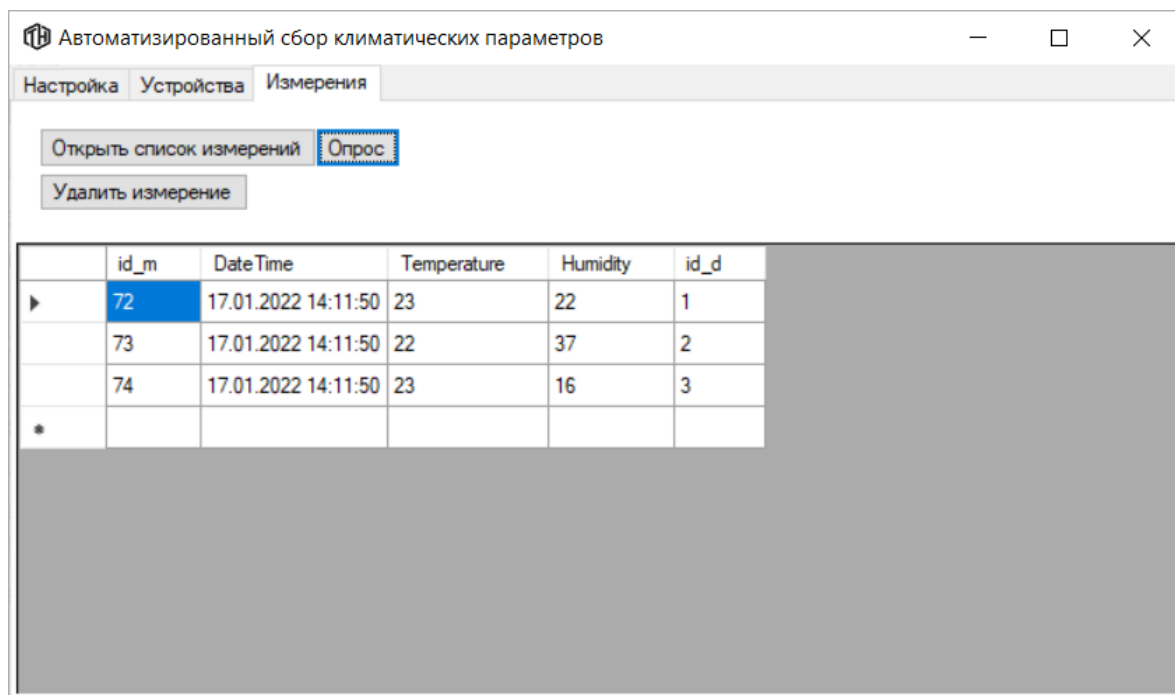 Автоматизированный сбор климатических параметров
Настройка Устройства Измерения
Открыть список измерений Опрос
Удалить измерение
id_m DateTime Temperature Humidity id_d
72 17.01.2022 14:11:50 23 22 1
73 17.01.2022 14:11:50 22 37 2
74 17.01.2022 14:11:50 23 16 3